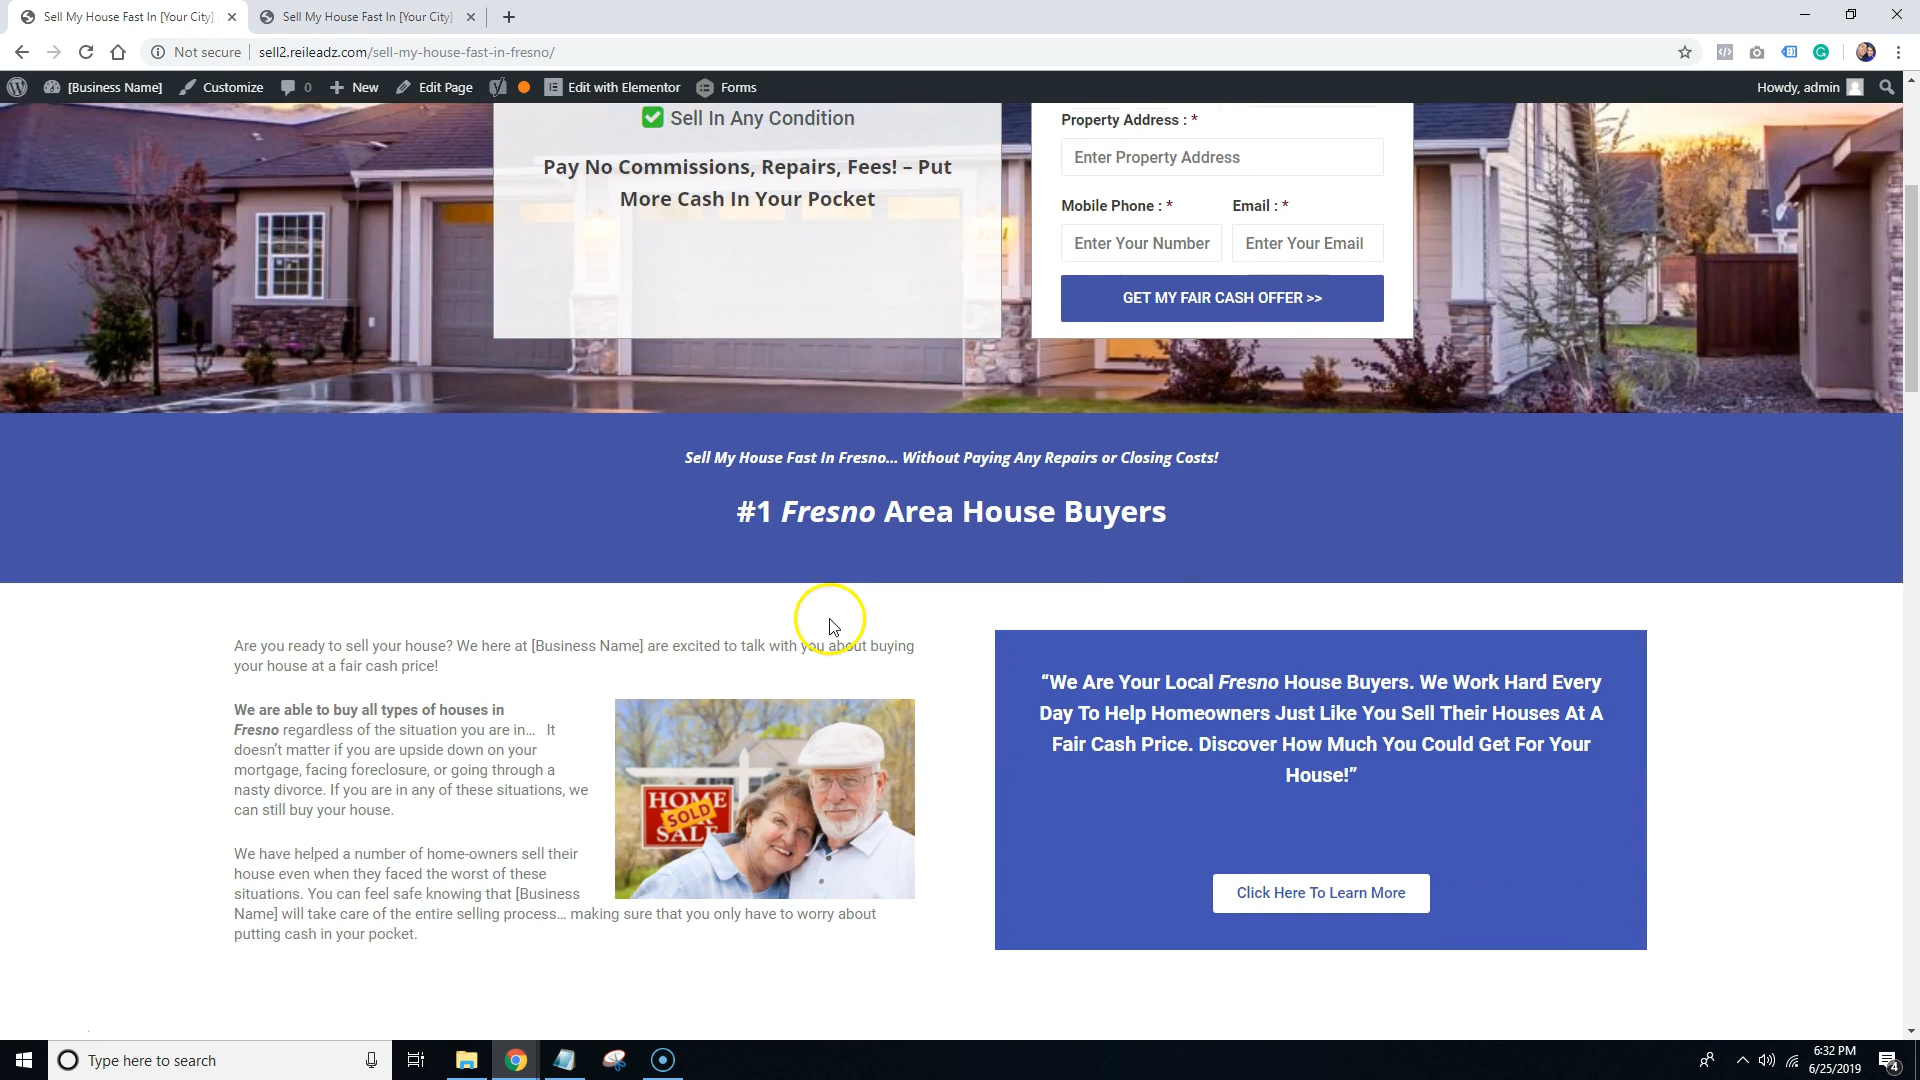 Sell My House Fast In [Your City]
Sell My House Fast In [Your City]
Not secure
sell2.reileadz.com/sell-my-house-fast-in-fresno/
[Business Name]
Customize
0
New
Edit Page
Edit with Elementor
Forms
Howdy, admin
Sell In Any Condition
Pay No Commissions, Repairs, Fees! – Put
More Cash In Your Pocket
Property Address : *
Enter Property Address
Mobile Phone : *
Email : *
Enter Your Number
Enter Your Email
GET MY FAIR CASH OFFER >>
Sell My House Fast In Fresno... Without Paying Any Repairs or Closing Costs!
#1 Fresno Area House Buyers
Are you ready to sell your house? We here at [Business Name] are excited to talk with you about buying
your house at a fair cash price!
We are able to buy all types of houses in
Fresno regardless of the situation you are in… It
doesn’t matter if you are upside down on your
mortgage, facing foreclosure, or going through a
nasty divorce. If you are in any of these situations, we
can still buy your house.
HOME
SOLD
SALE
We have helped a number of home-owners sell their
house even when they faced the worst of these
situations. You can feel safe knowing that [Business
Name] will take care of the entire selling process… making sure that you only have to worry about
putting cash in your pocket.
“We Are Your Local Fresno House Buyers. We Work Hard Every
Day To Help Homeowners Just Like You Sell Their Houses At A
Fair Cash Price. Discover How Much You Could Get For Your
House!”
Click Here To Learn More
Type here to search
6:32 PM
6/25/2019
4